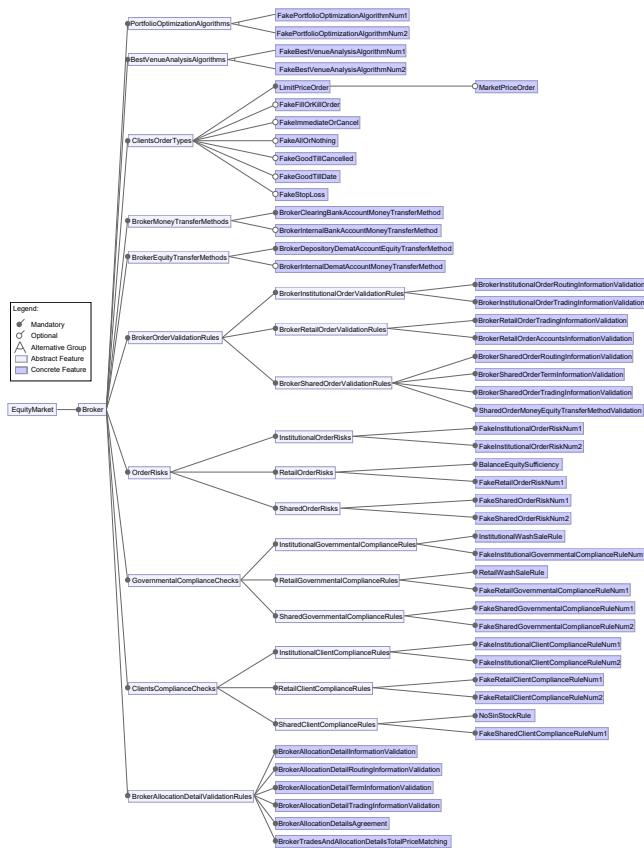 PortfolioOptimizationAlgorithms
FakePortfolioOptimizationAlgorithmNum1
FakePortfolioOptimizationAlgorithmNum2
BestVenueAnalysisAlgorithms
FakeBestVenueAnalysisAlgorithmNum1
FakeBestVenueAnalysisAlgorithmNum2
ClientsOrderTypes
LimitPriceOrder
MarketPriceOrder
FakeFillOrKillOrder
FakeImmediateOrCancel
FakeAllOrNothing
FakeGoodTillCancelled
FakeGoodTillDate
FakeStopLoss
BrokerMoneyTransferMethods
BrokerClearingBankAccountMoneyTransferMethod
BrokerInternalBankAccountMoneyTransferMethod
BrokerEquityTransferMethods
BrokerDepositoryDematAccountEquityTransferMethod
BrokerInternalDematAccountMoneyTransferMethod
Legend:
Mandatory
Optional
Alternative Group
Abstract Feature
Concrete Feature
EquityMarket
Broker
BrokerOrderValidationRules
BrokerInstitutionalOrderValidationRules
BrokerInstitutionalOrderRoutingInformationValidation
BrokerInstitutionalOrderTradingInformationValidation
BrokerRetailOrderValidationRules
BrokerRetailOrderTradingInformationValidation
BrokerRetailOrderAccountsInformationValidation
BrokerSharedOrderValidationRules
BrokerSharedOrderRoutingInformationValidation
BrokerSharedOrderTermInformationValidation
BrokerSharedOrderTradingInformationValidation
SharedOrderMoneyEquityTransferMethodValidation
OrderRisks
InstitutionalOrderRisks
FakeInstitutionalOrderRiskNum1
FakeInstitutionalOrderRiskNum2
RetailOrderRisks
BalanceEquitySufficiency
FakeRetailOrderRiskNum1
SharedOrderRisks
FakeSharedOrderRiskNum1
FakeSharedOrderRiskNum2
GovernmentalComplianceChecks
InstitutionalGovernmentalComplianceRules
InstitutionalWashSaleRule
FakeInstitutionalGovernmentalComplianceRuleNum1
RetailGovernmentalComplianceRules
RetailWashSaleRule
FakeRetailGovernmentalComplianceRuleNum1
SharedGovernmentalComplianceRules
FakeSharedGovernmentalComplianceRuleNum1
FakeSharedGovernmentalComplianceRuleNum2
ClientsComplianceChecks
InstitutionalClientComplianceRules
FakeInstitutionalClientComplianceRuleNum1
FakeInstitutionalClientComplianceRuleNum2
RetailClientComplianceRules
FakeRetailClientComplianceRuleNum1
FakeRetailClientComplianceRuleNum2
SharedClientComplianceRules
NoSinStockRule
FakeSharedClientComplianceRuleNum1
BrokerAllocationDetailValidationRules
BrokerAllocationDetailInformationValidation
BrokerAllocationDetailRoutingInformationValidation
BrokerAllocationDetailTermInformationValidation
BrokerAllocationDetailTradingInformationValidation
BrokerAllocationDetailsAgreement
BrokerTradesAndAllocationDetailsTotalPriceMatching